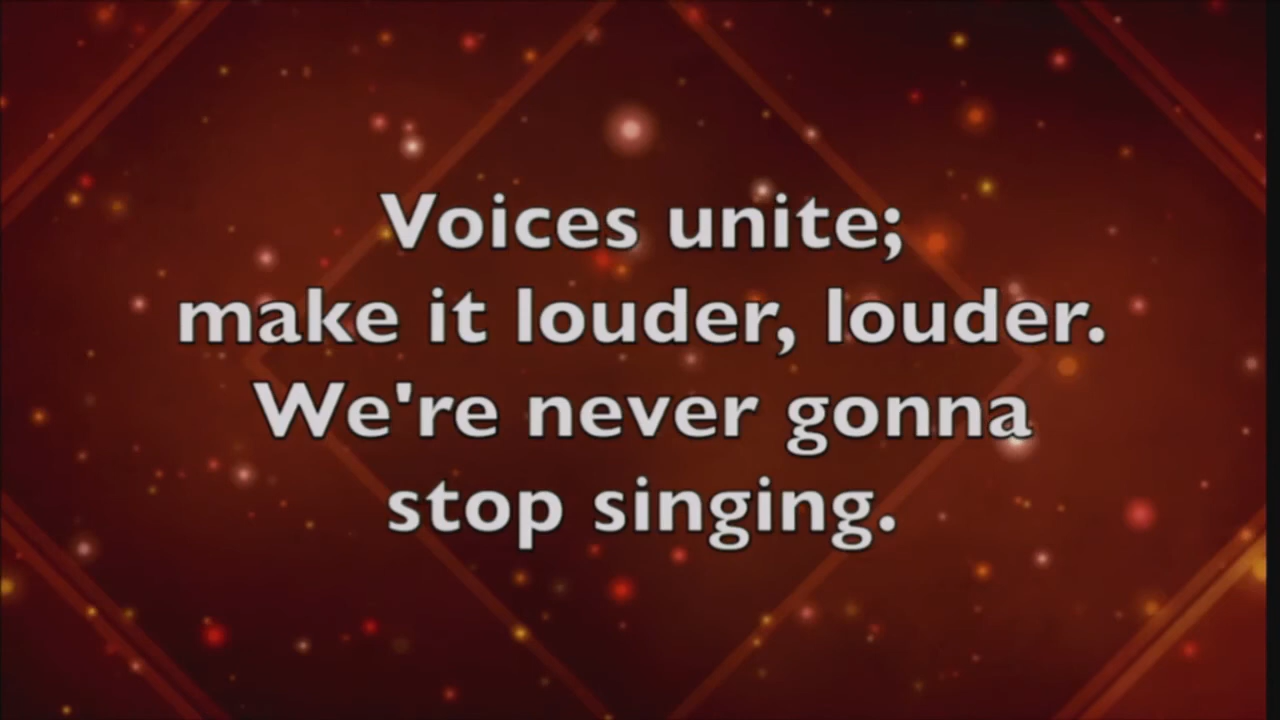 Voices unite;
make it louder, louder.
We're never gonna
stop singing.